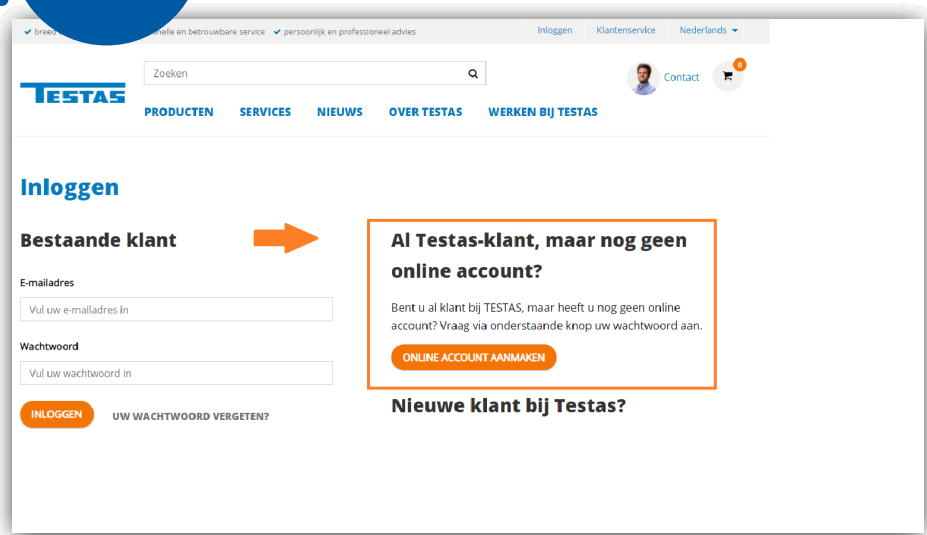 breed
snelle en betrouwbare service
persoonlijk en professioneel advies
Inloggen
Klantenservice
Nederlands
TESTAS
Zoeken
Contact
0
PRODUCTEN
SERVICES
NIEUWS
OVER TESTAS
WERKEN BIJ TESTAS
Inloggen
Bestaande klant
E-mailadres
Vul uw e-mailadres in
Wachtwoord
Vul uw wachtwoord in
INLOGGEN
UW WACHTWOORD VERGETEN?
Al Testas-klant, maar nog geen
online account?
Bent u al klant bij TESTAS, maar heeft u nog geen online
account? Vraag via onderstaande knop uw wachtwoord aan.
ONLINE ACCOUNT AANMAKEN
Nieuwe klant bij Testas?